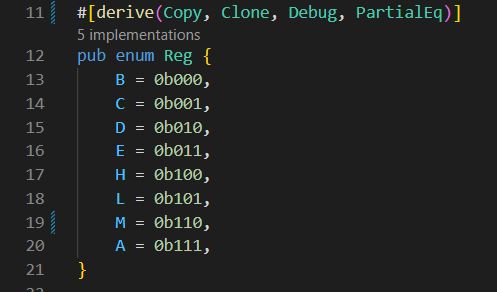 11 #[derive(Copy, Clone, Debug, PartialEq)]
5 implementations
12 pub enum Reg {
13     B = 0b000,
14     C = 0b001,
15     D = 0b010,
16     E = 0b011,
17     H = 0b100,
18     L = 0b101,
19     M = 0b110,
20     A = 0b111,
21 }